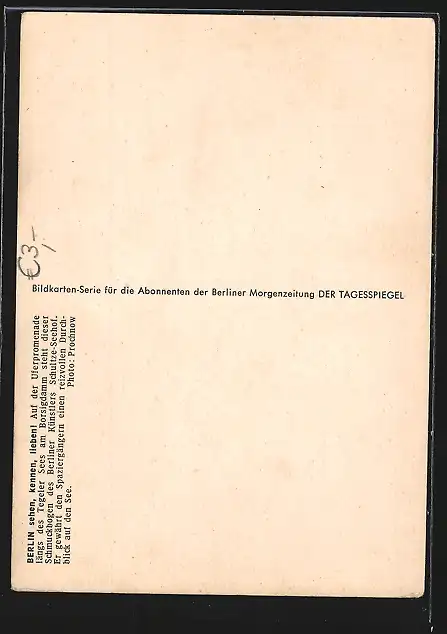 €3,-
Bildkarten-Serie für die Abonnenten der Berliner Morgenzeitung DER TAGESSPIEGEL
BERLIN sehen, kennen, lieben! Auf der Uferpromenade
längs des Tegeler Sees am Borsigdamm steht dieser
Schmuckbogen des Berliner Künstlers Schultze-Seehof.
Er gewährt den Spaziergängern einen reizvollen Durch-
blick auf den See. Photo: Prochnow